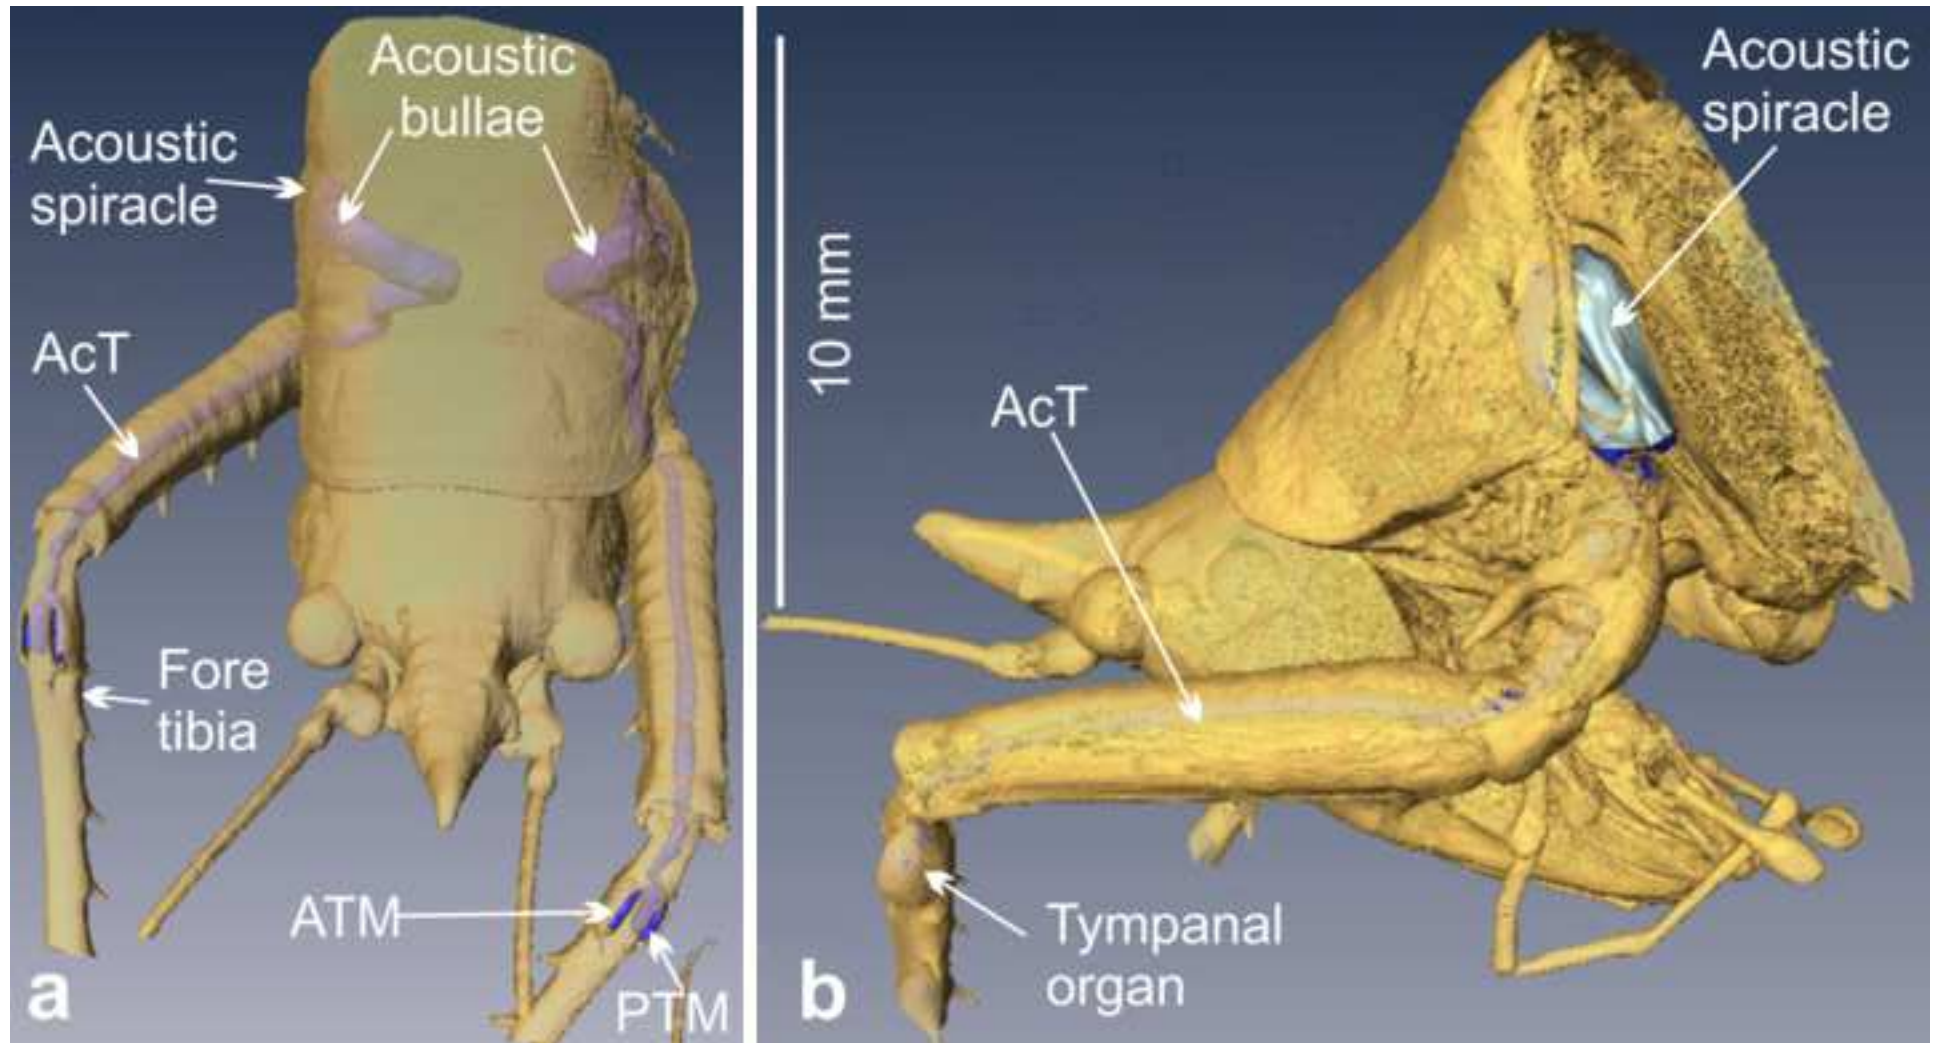 Acoustic
bullae
Acoustic
spiracle
AcT
Fore
tibia
ATM
PTM
a
10 mm
Acoustic
spiracle
AcT
Tympanal
organ
b